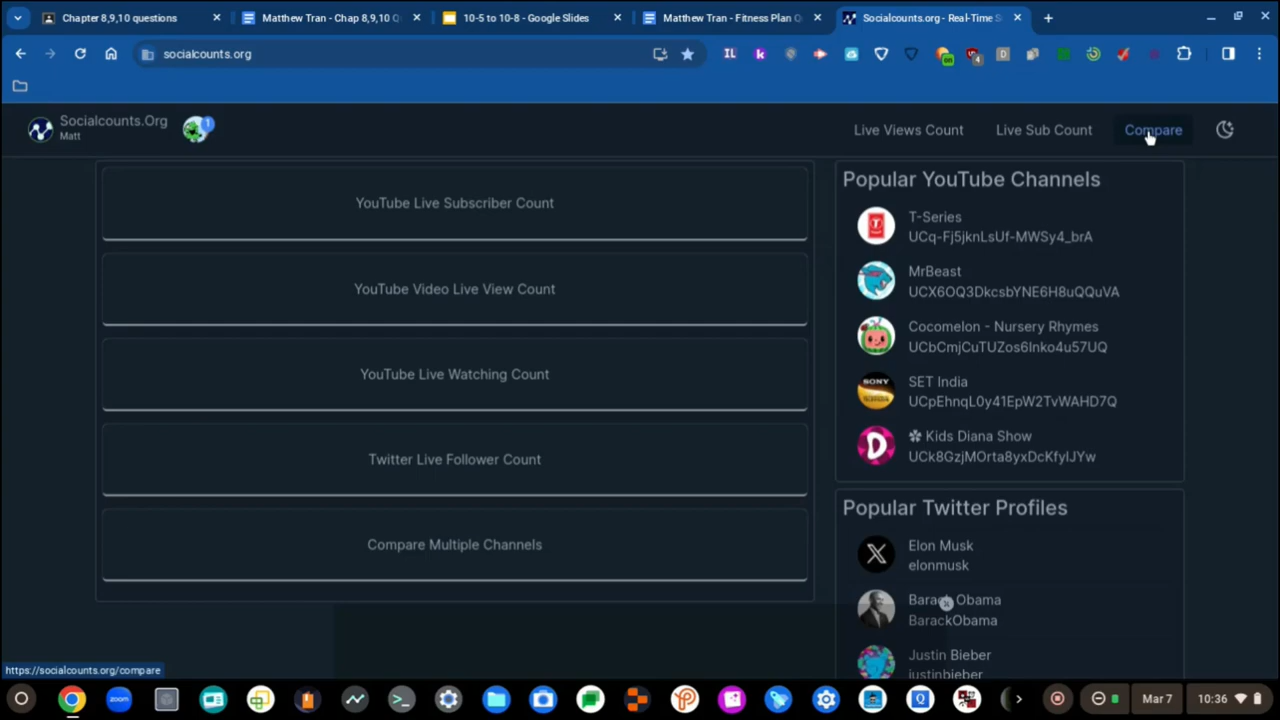 Chapter 8,9,10 questions
Matthew Tran - Chap 8,9,10 Q
10-5 to 10-8 - Google Slides
Matthew Tran - Fitness Plan
Socialcounts.org - Real-Time S
socialcounts.org
Socialcounts.Org
Matt
Live Views Count
Live Sub Count
Compare
YouTube Live Subscriber Count
YouTube Video Live View Count
YouTube Live Watching Count
Twitter Live Follower Count
Compare Multiple Channels
Popular YouTube Channels
T-Series
UCq-Fj5jknLsUf-MWSy4_brA
MrBeast
UCX6OQ3DkcsbYNE6H8uQQuVA
Cocomelon - Nursery Rhymes
UCbCmjCuTUZos6Inko4u57UQ
SET India
UCpEhnqL0y41EpW2TvWAHD7Q
✿ Kids Diana Show
UCk8GzjMOrta8yxDcKfylJYw
Popular Twitter Profiles
Elon Musk
elonmusk
Barack Obama
BarackObama
Justin Bieber
justinbieber
https://socialcounts.org/compare
Mar 7
10:36